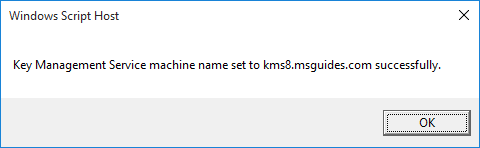 Windows Script Host
Key Management Service machine name set to kms8.msguides.com successfully.
OK